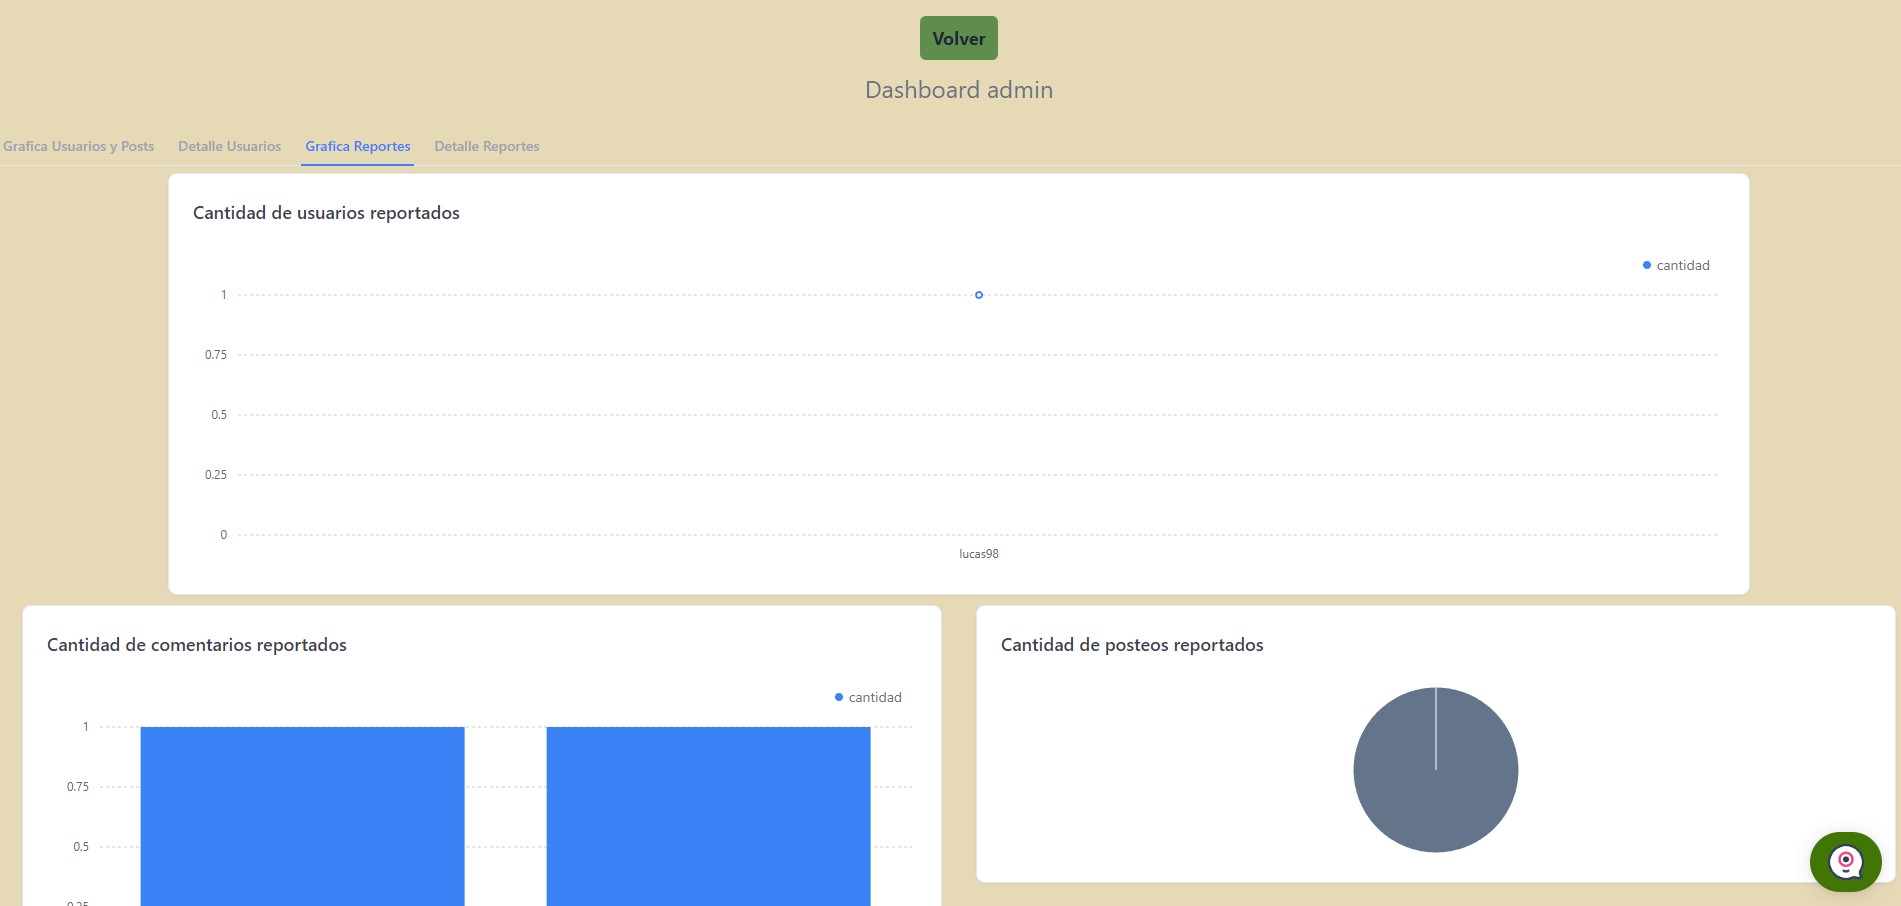 Volver
Dashboard admin
Grafica Usuarios y Posts Detalle Usuarios Grafica Reportes Detalle Reportes
Cantidad de usuarios reportados
cantidad
1
0.75
0.5
0.25
0
lucas98
Cantidad de comentarios reportados
cantidad
1
0.75
0.5
0.25
Cantidad de posteos reportados